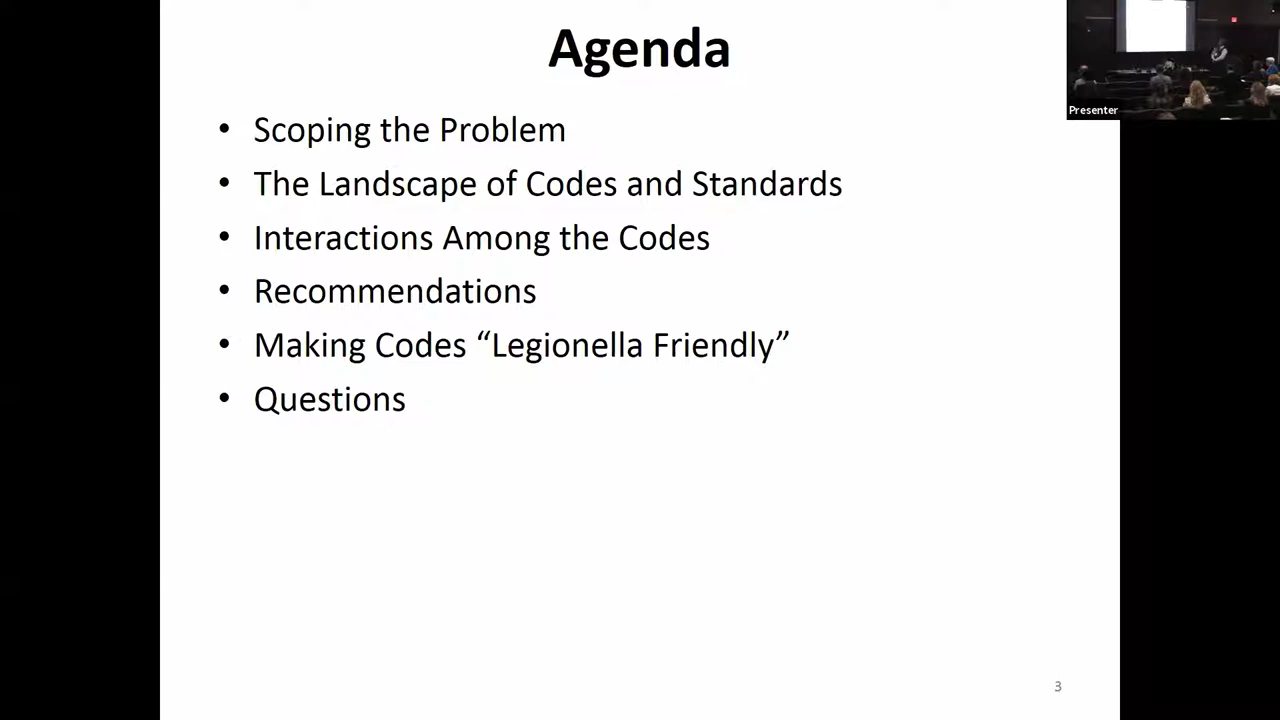 Agenda
Presenter
• Scoping the Problem
• The Landscape of Codes and Standards
• Interactions Among the Codes
• Recommendations
• Making Codes “Legionella Friendly”
• Questions
3